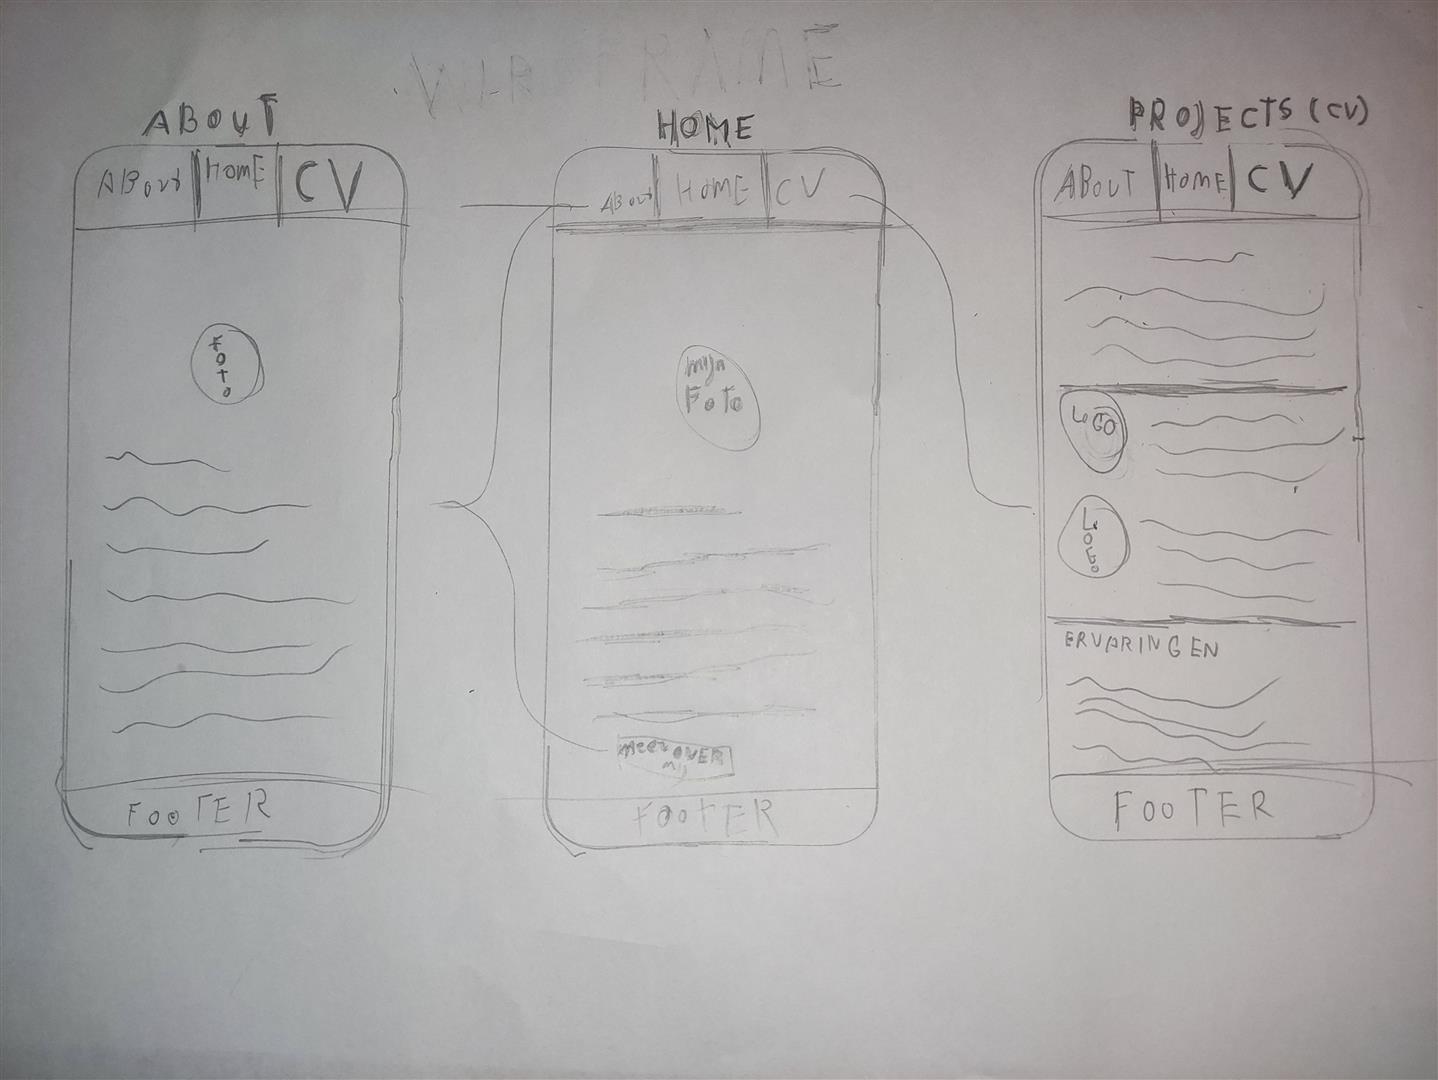 WIREFRAME
ABOUT
About
Home
CV
FOTO
FOOTER
HOME
About
HOME
CV
mijn
Foto
meer over
mij
FOOTER
PROJECTS (CV)
ABouT
HOME
CV
LOGO
LOGO
ERVARINGEN
FOOTER